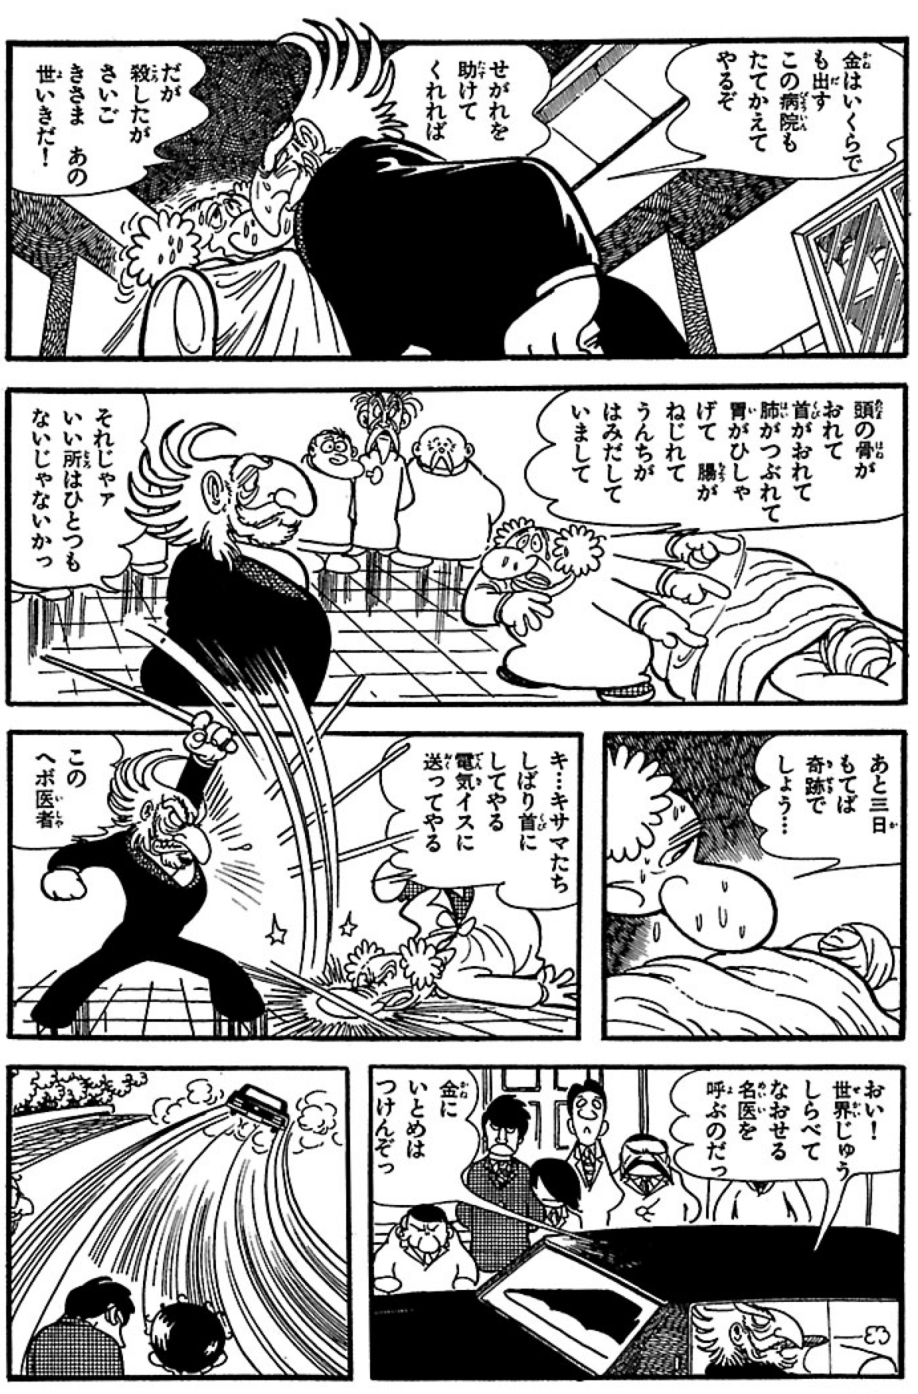 金はいくらで
も出す
この病院も
たてかえて
やるぞ
せがれを
助けて
くれれば
だが
殺したが
さいご
きさま あの
世いきだ!
頭の骨が
おれて
首がおれて
肺がつぶれて
胃がひしゃ
げて 腸が
ねじれて
うんちが
はみだして
いまして
それじゃァ
いい所はひとつも
ないじゃないかっ
あと三日
もてば
奇跡で
しょう…
キ…キサマたち
しばり首に
してやる
電気イスに
送ってやる
この
ヘボ医者
おい!
世界じゅう
しらべて
なおせる
名医を
呼ぶのだっ
金に
いとめは
つけんぞっ